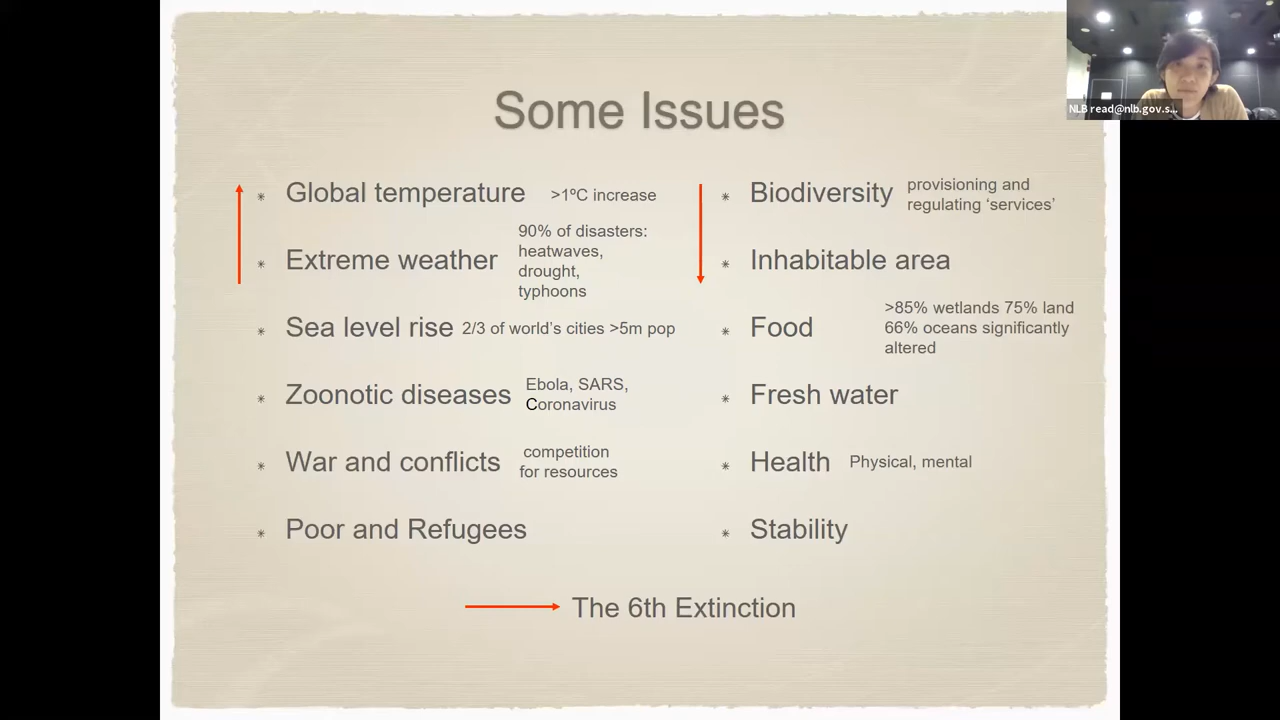 Some Issues
* Global temperature >1ºC increase
* Extreme weather
90% of disasters:
heatwaves,
drought,
typhoons
* Sea level rise 2/3 of world's cities >5m pop
* Zoonotic diseases
Ebola, SARS,
Coronavirus
* War and conflicts
competition
for resources
* Poor and Refugees
* Biodiversity
provisioning and
regulating ‘services’
* Inhabitable area
* Food
>85% wetlands 75% land
66% oceans significantly
altered
* Fresh water
* Health Physical, mental
* Stability
The 6th Extinction
NLB read@nlb.gov.s...